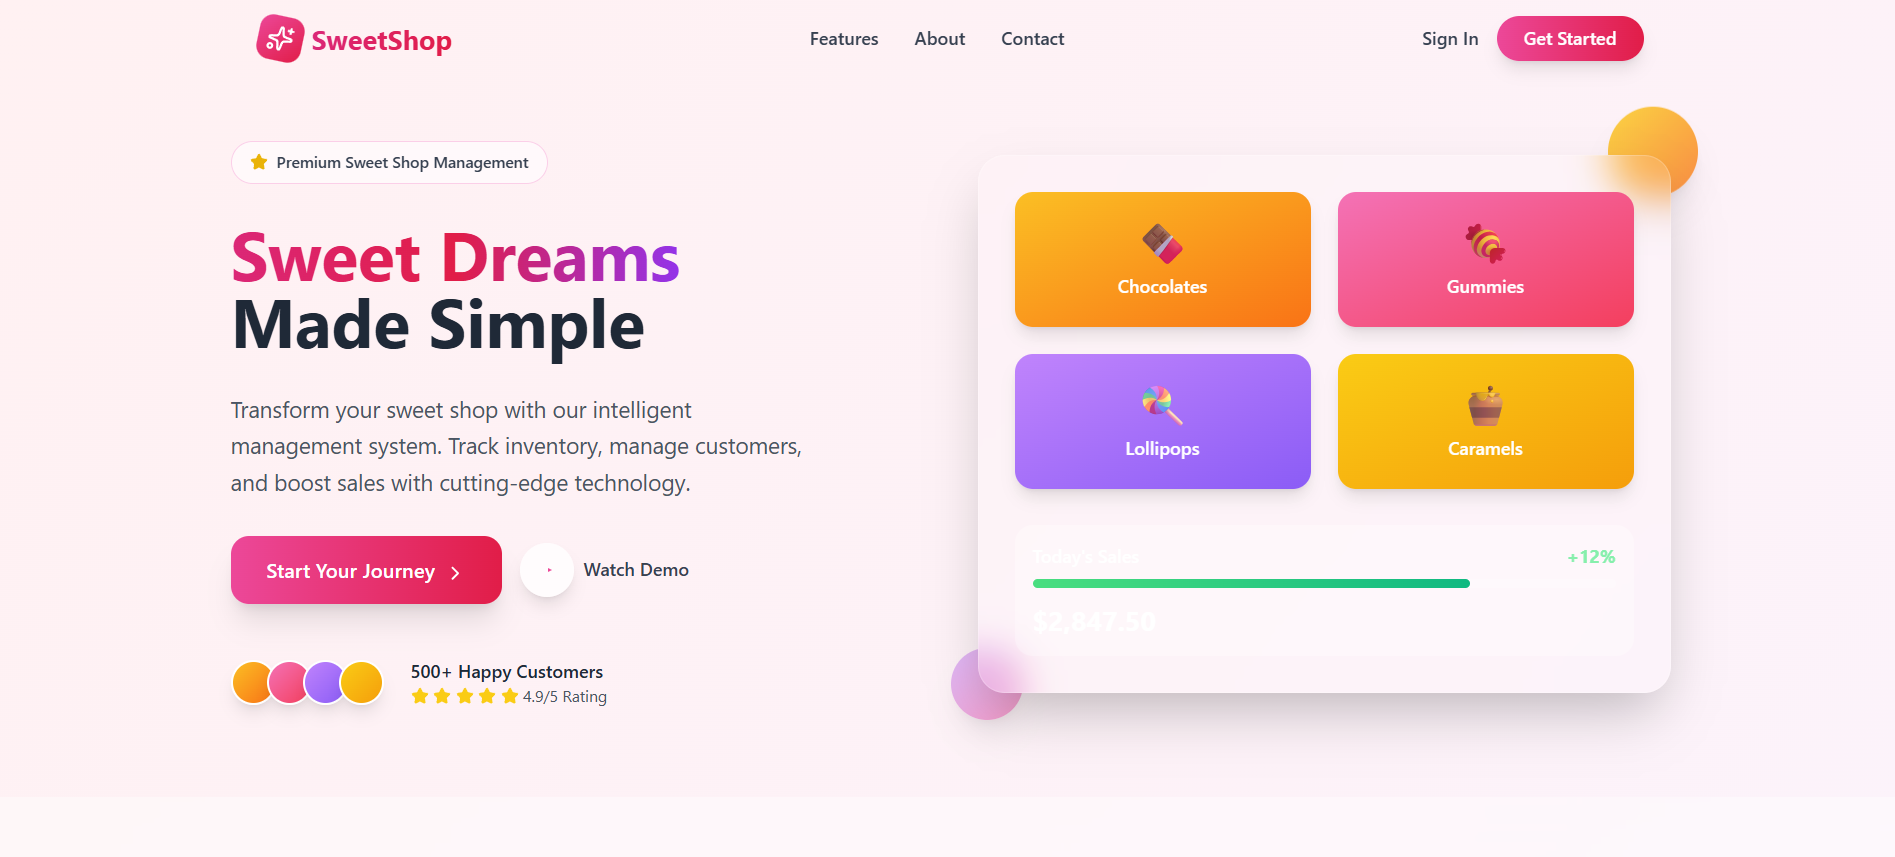 SweetShop
Features
About
Contact
Sign In
Get Started
Premium Sweet Shop Management
Sweet Dreams
Made Simple
Transform your sweet shop with our intelligent
management system. Track inventory, manage customers,
and boost sales with cutting-edge technology.
Start Your Journey
Watch Demo
500+ Happy Customers
4.9/5 Rating
Chocolates
Gummies
Lollipops
Caramels
Today's Sales
+12%
$2,847.50